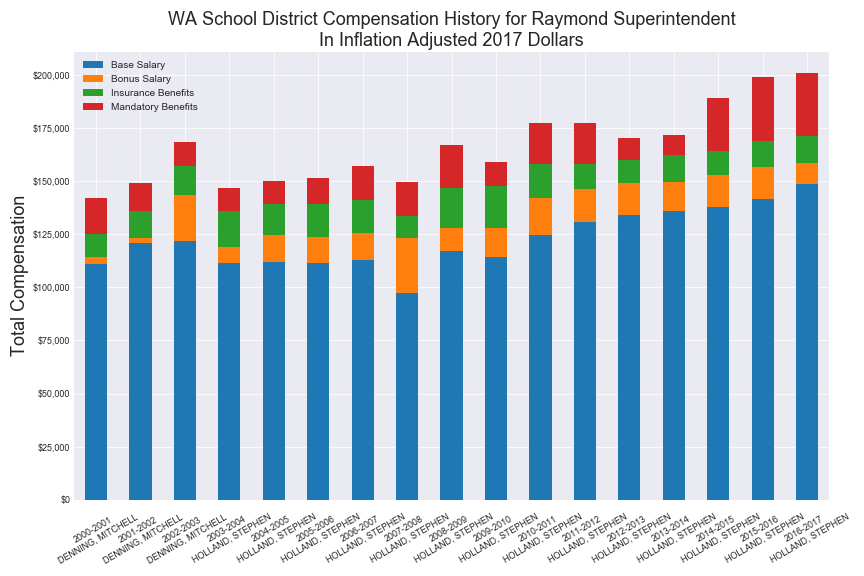 WA School District Compensation History for Raymond Superintendent
In Inflation Adjusted 2017 Dollars
Base Salary
Bonus Salary
Insurance Benefits
Mandatory Benefits
Total Compensation
$200,000
$175,000
$150,000
$125,000
$100,000
$75,000
$50,000
$25,000
$0
2000-2001
DENNING, MITCHELL
2001-2002
DENNING, MITCHELL
2002-2003
DENNING, MITCHELL
2003-2004
HOLLAND, STEPHEN
2004-2005
HOLLAND, STEPHEN
2005-2006
HOLLAND, STEPHEN
2006-2007
HOLLAND, STEPHEN
2007-2008
HOLLAND, STEPHEN
2008-2009
HOLLAND, STEPHEN
2009-2010
HOLLAND, STEPHEN
2010-2011
HOLLAND, STEPHEN
2011-2012
HOLLAND, STEPHEN
2012-2013
HOLLAND, STEPHEN
2013-2014
HOLLAND, STEPHEN
2014-2015
HOLLAND, STEPHEN
2015-2016
HOLLAND, STEPHEN
2016-2017
HOLLAND, STEPHEN